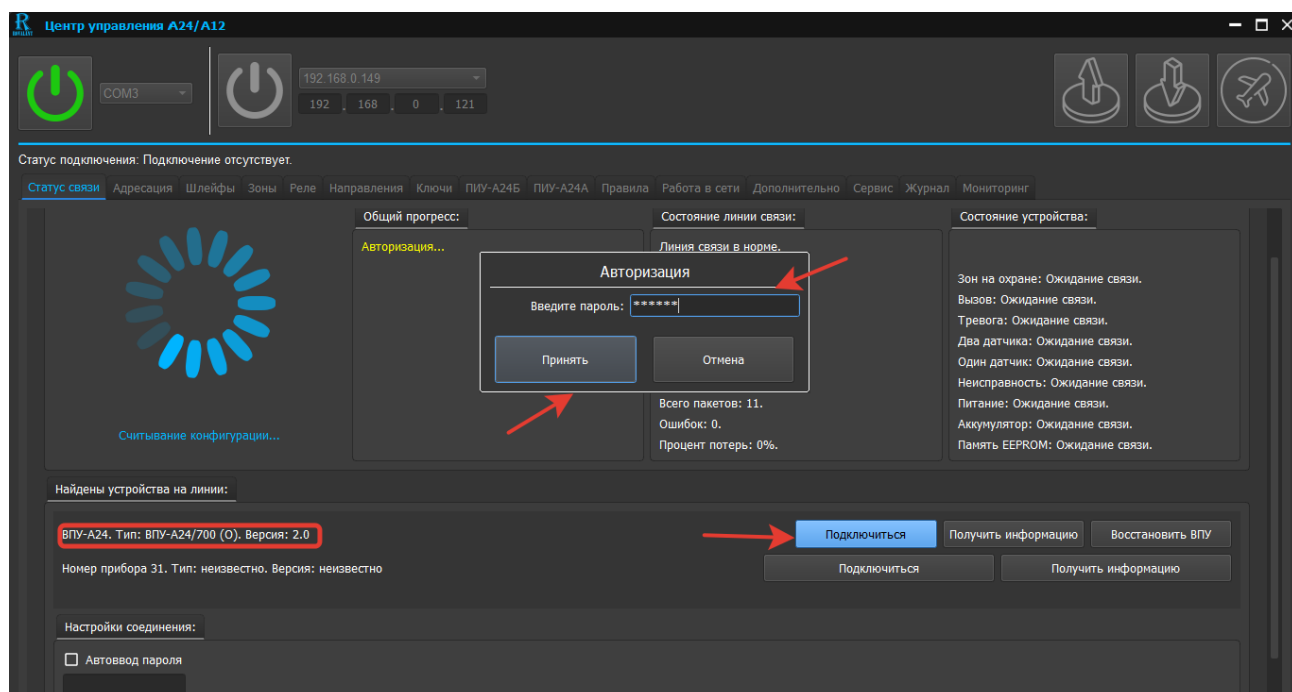 R
Центр управления A24/A12
COM3
192.168.0.149
192 . 168 . 0 . 121
Статус подключения: Подключение отсутствует.
Статус связи Адресация Шлейфы Зоны Реле Направления Ключи ПИУ-А24Б ПИУ-А24А Правила Работа в сети Дополнительно Сервис Журнал Мониторинг
Считывание конфигурации...
Общий прогресс:
Авторизация...
Состояние линии связи:
Линия связи в норме.
Всего пакетов: 11.
Ошибок: 0.
Процент потерь: 0%.
Состояние устройства:
Зон на охране: Ожидание связи.
Вызов: Ожидание связи.
Тревога: Ожидание связи.
Два датчика: Ожидание связи.
Один датчик: Ожидание связи.
Неисправность: Ожидание связи.
Питание: Ожидание связи.
Аккумулятор: Ожидание связи.
Память EEPROM: Ожидание связи.
Авторизация
Введите пароль: ******
Принять Отмена
Найдены устройства на линии:
ВПУ-А24. Тип: ВПУ-А24/700 (О). Версия: 2.0 Подключиться Получить информацию Восстановить ВПУ
Номер прибора 31. Тип: неизвестно. Версия: неизвестно Подключиться Получить информацию
Настройки соединения:
Автоввод пароля